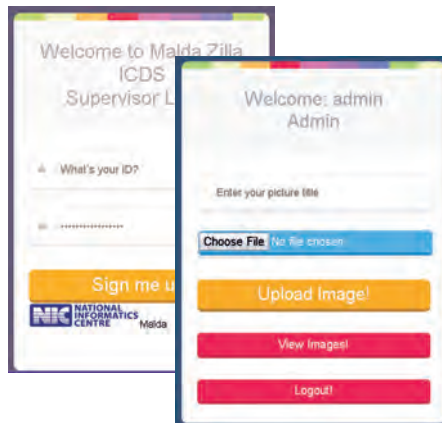 Welcome to Malda Zilla
ICDS
Supervisor L
What's your ID?
Sign me u
NIC NATIONAL
INFORMATICS
CENTRE Malda
Welcome: admin
Admin
Enter your picture title
Choose File No file chosen
Upload Image!
View Images!
Logout!